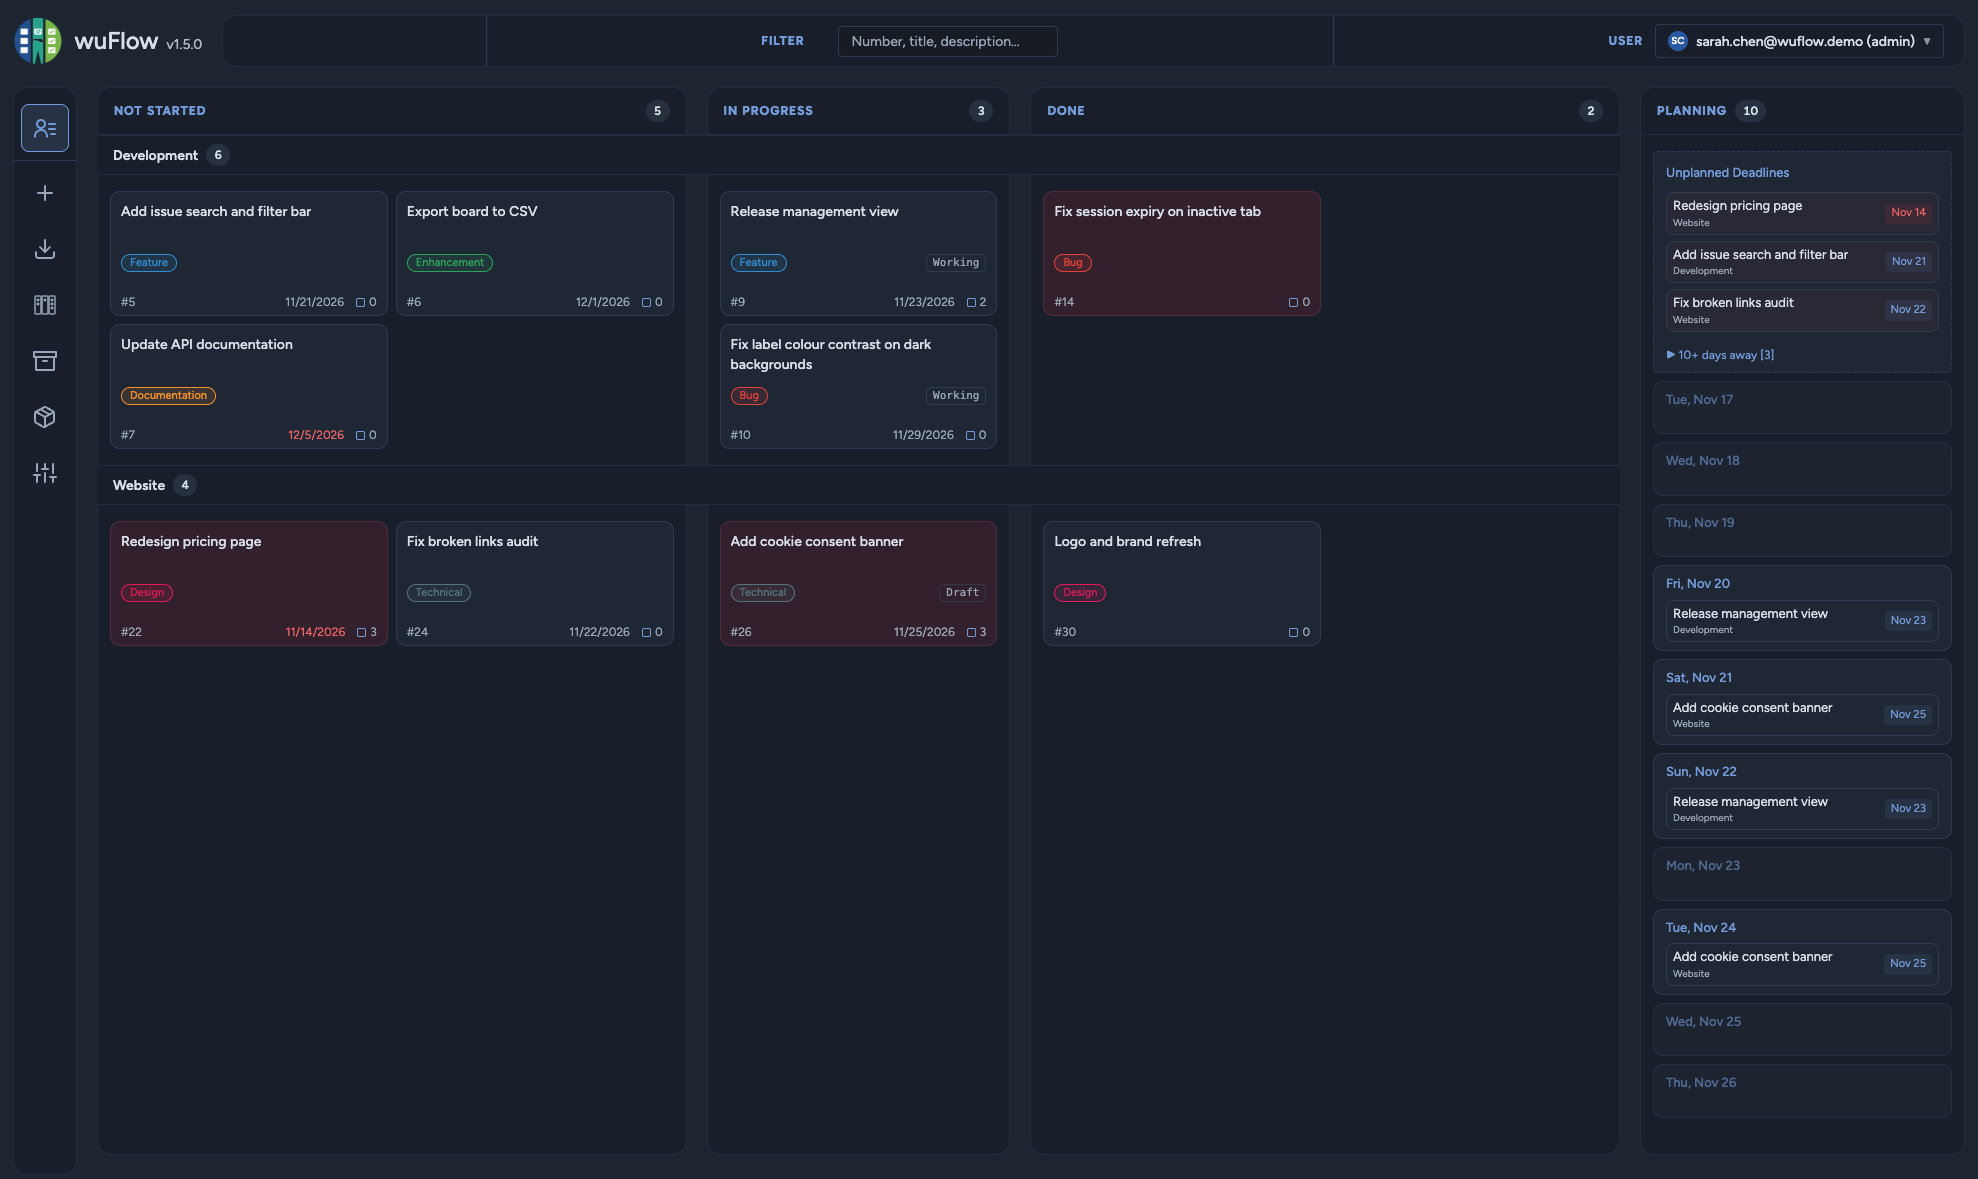 wuFlow v1.5.0
FILTER
Number, title, description...
USER
SC sarah.chen@wuflow.demo (admin) ▼
NOT STARTED 5
IN PROGRESS 3
DONE 2
Development 6
Add issue search and filter bar
Feature
#5 11/21/2026 0
Export board to CSV
Enhancement
#6 12/1/2026 0
Update API documentation
Documentation
#7 12/5/2026 0
Release management view
Feature Working
#9 11/23/2026 2
Fix label colour contrast on dark
backgrounds
Bug Working
#10 11/29/2026 0
Fix session expiry on inactive tab
Bug
#14 0
Website 4
Redesign pricing page
Design
#22 11/14/2026 3
Fix broken links audit
Technical
#24 11/22/2026 0
Add cookie consent banner
Technical Draft
#26 11/25/2026 3
Logo and brand refresh
Design
#30 0
PLANNING 10
Unplanned Deadlines
Redesign pricing page
Website
Nov 14
Add issue search and filter bar
Development
Nov 21
Fix broken links audit
Website
Nov 22
▶ 10+ days away [3]
Tue, Nov 17
Wed, Nov 18
Thu, Nov 19
Fri, Nov 20
Release management view
Development
Nov 23
Sat, Nov 21
Add cookie consent banner
Website
Nov 25
Sun, Nov 22
Release management view
Development
Nov 23
Mon, Nov 23
Tue, Nov 24
Add cookie consent banner
Website
Nov 25
Wed, Nov 25
Thu, Nov 26